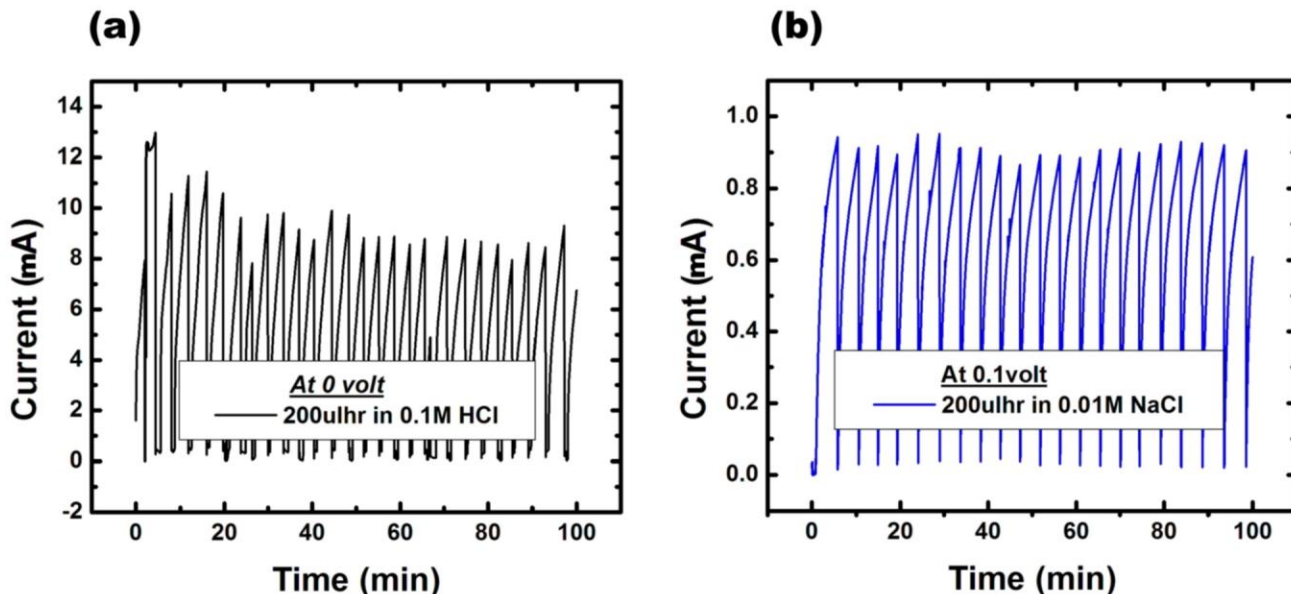 (a)
14
12
10
8
6
4
2
0
-2
Current (mA)
At 0 volt
200ulhr in 0.1M HCl
0 20 40 60 80 100
Time (min)
(b)
1.0
0.8
0.6
0.4
0.2
0.0
Current (mA)
At 0.1volt
200ulhr in 0.01M NaCl
0 20 40 60 80 100
Time (min)